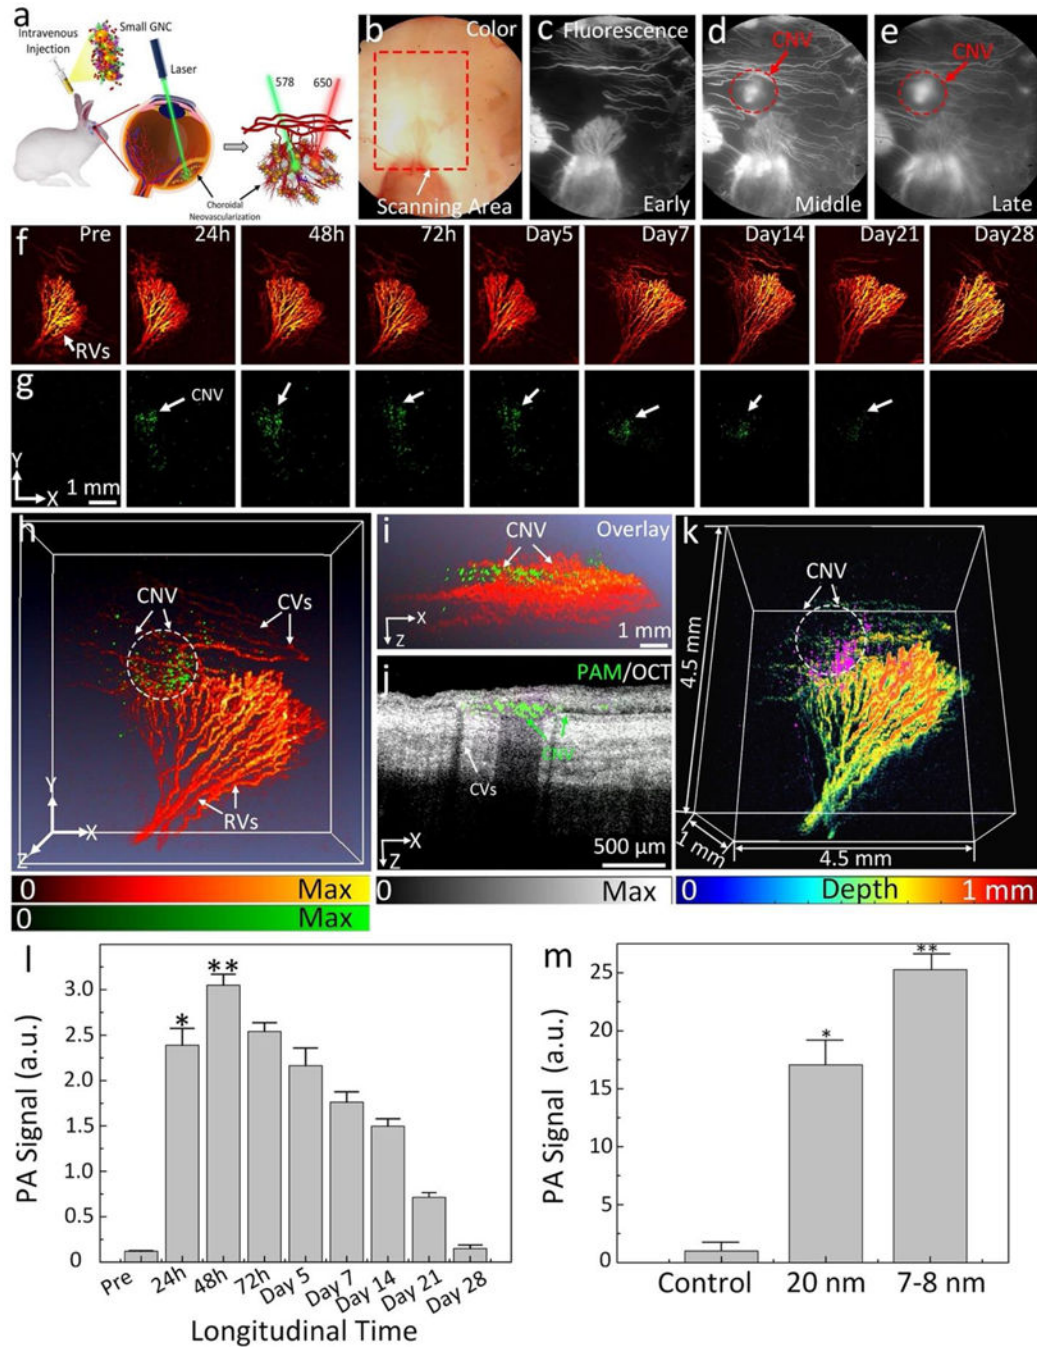 a
Intravenous
Injection
Small GNC
Laser
578
650
Choroidal
Neovascularization
b
Color
Scanning Area
c
Fluorescence
Early
d
CNV
Middle
e
CNV
Late
f
Pre
24h
48h
72h
Day5
Day7
Day14
Day21
Day28
RVs
g
CNV
Y
X
1 mm
h
CNV
CVs
Y
X
Z
RVs
0 Max
0 Max
i
CNV
Overlay
X
Z
1 mm
j
PAM/OCT
CNV
CVs
X
Z
500 µm
0 Max
k
CNV
4.5 mm
1 mm
4.5 mm
0 Depth 1 mm
l
PA Signal (a.u.)
3.0
2.5
2.0
1.5
1.0
0.5
0
*
**
Pre
24h
48h
72h
Day 5
Day 7
Day 14
Day 21
Day 28
Longitudinal Time
m
PA Signal (a.u.)
25
20
15
10
5
0
*
**
Control
20 nm
7-8 nm